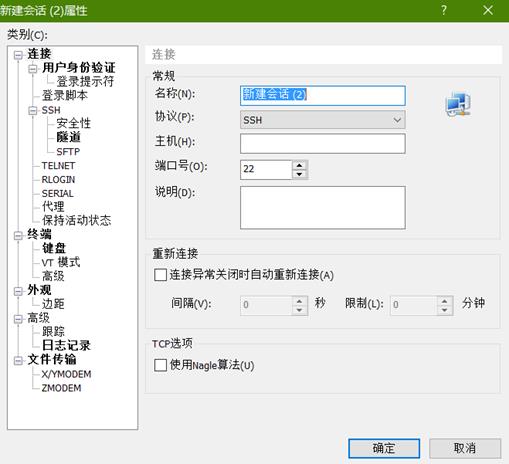 新建会话 (2)属性
?
类别(C):
连接
用户身份验证
登录提示符
登录脚本
SSH
安全性
隧道
SFTP
TELNET
RLOGIN
SERIAL
代理
保持活动状态
终端
键盘
VT 模式
高级
外观
边距
高级
跟踪
日志记录
文件传输
X/YMODEM
ZMODEM
连接
常规
名称(N):
新建会话 (2)
协议(P):
SSH
主机(H):
端口号(O):
22
说明(D):
重新连接
连接异常关闭时自动重新连接(A)
间隔(V): 0 秒 限制(L): 0 分钟
TCP选项
使用Nagle算法(U)
确定 取消